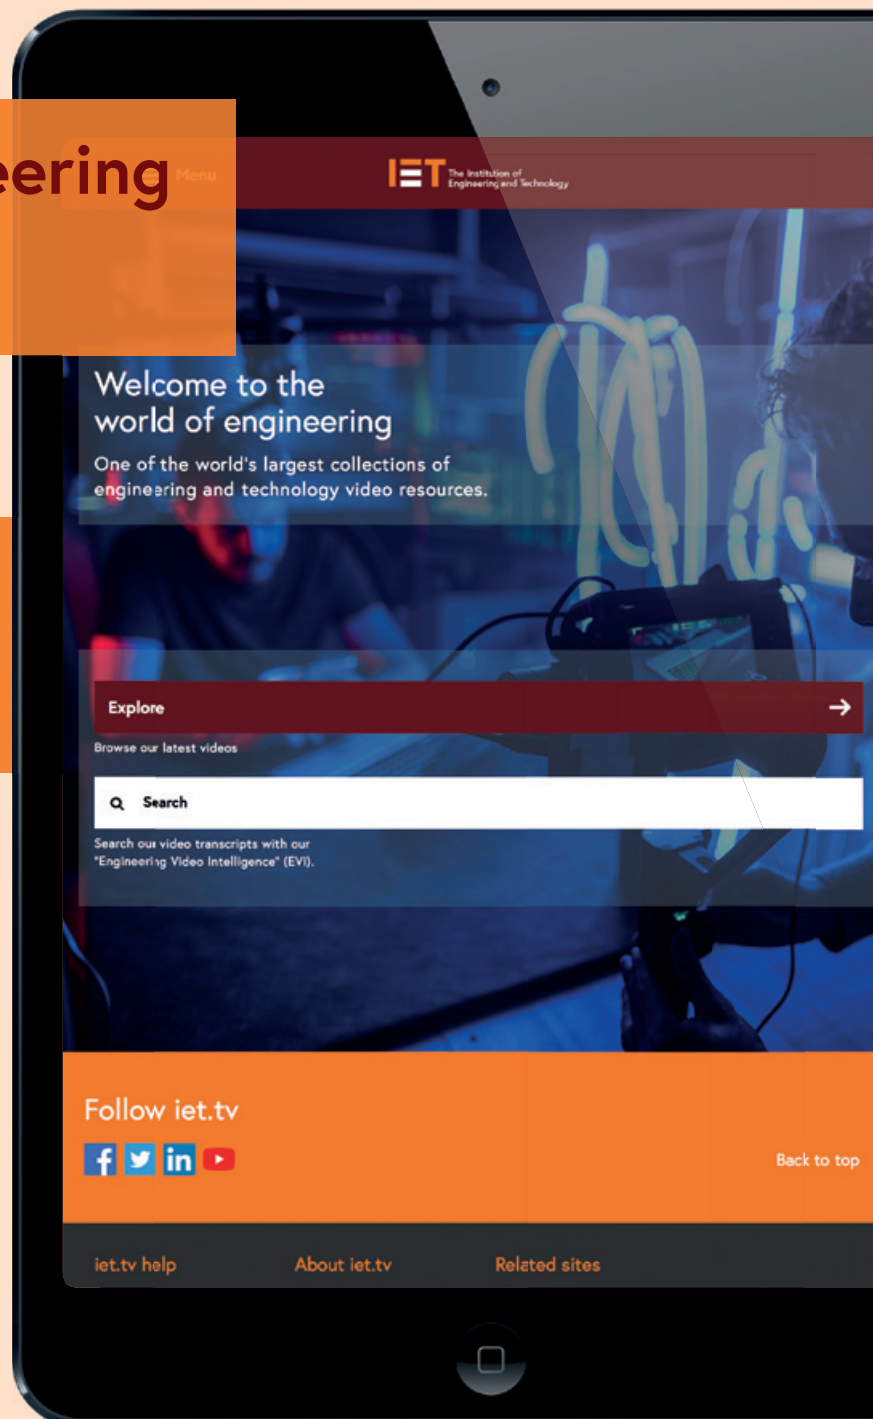 eering
Menu
IET The Institution of
Engineering and Technology
Welcome to the
world of engineering
One of the world's largest collections of
engineering and technology video resources.
Explore
Browse our latest videos
Search
Search our video transcripts with our
"Engineering Video Intelligence" (EVI).
Follow iet.tv
Back to top
iet.tv help
About iet.tv
Related sites